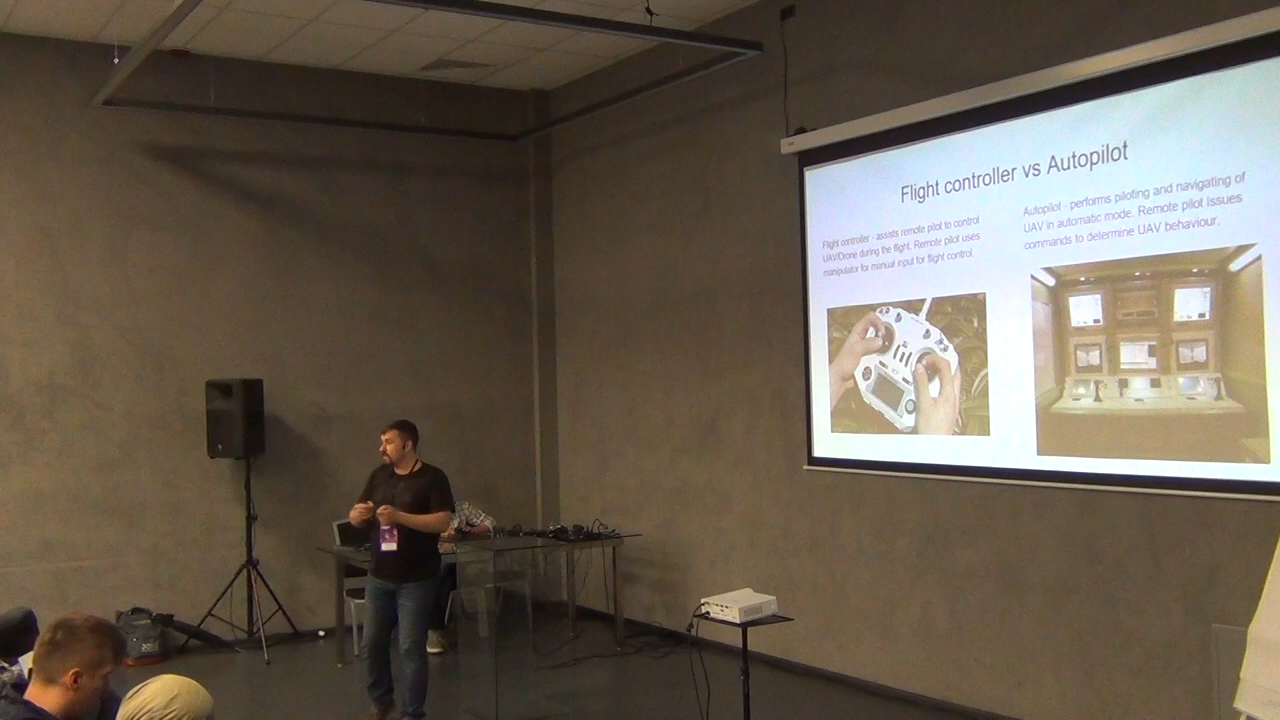 Flight controller vs Autopilot
Flight controller - assists remote pilot to control
UAV/Drone during the flight. Remote pilot uses
manipulator for manual input for flight control.
Autopilot - performs piloting and navigating of
UAV in automatic mode. Remote pilot issues
commands to determine UAV behaviour.